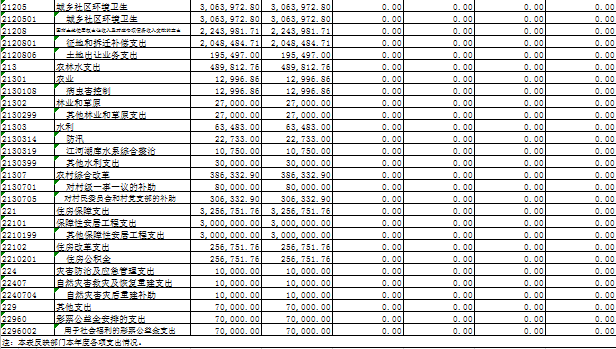 21205 城乡社区环境卫生 3,063,972.80 3,063,972.80 0.00 0.00 0.00 0.00
2120501 城乡社区环境卫生 3,063,972.80 3,063,972.80 0.00 0.00 0.00 0.00
21208 2,243,981.71 2,243,981.71 0.00 0.00 0.00 0.00
2120801 征地和拆迁补偿支出 2,048,484.71 2,048,484.71 0.00 0.00 0.00 0.00
2120806 土地出让业务支出 195,497.00 195,497.00 0.00 0.00 0.00 0.00
213 农林水支出 489,812.76 489,812.76 0.00 0.00 0.00 0.00
21301 农业 12,996.86 12,996.86 0.00 0.00 0.00 0.00
2130108 病虫害控制 12,996.86 12,996.86 0.00 0.00 0.00 0.00
21302 林业和草原 27,000.00 27,000.00 0.00 0.00 0.00 0.00
2130299 其他林业和草原支出 27,000.00 27,000.00 0.00 0.00 0.00 0.00
21303 水利 63,483.00 63,483.00 0.00 0.00 0.00 0.00
2130314 防汛 22,733.00 22,733.00 0.00 0.00 0.00 0.00
2130319 江河湖库水系综合整治 10,750.00 10,750.00 0.00 0.00 0.00 0.00
2130399 其他水利支出 30,000.00 30,000.00 0.00 0.00 0.00 0.00
21307 农村综合改革 386,332.90 386,332.90 0.00 0.00 0.00 0.00
2130701 对村级一事一议的补助 80,000.00 80,000.00 0.00 0.00 0.00 0.00
2130705 对村民委员会和村党支部的补助 306,332.90 306,332.90 0.00 0.00 0.00 0.00
221 住房保障支出 3,256,751.76 3,256,751.76 0.00 0.00 0.00 0.00
22101 保障性安居工程支出 3,000,000.00 3,000,000.00 0.00 0.00 0.00 0.00
2210199 其他保障性安居工程支出 3,000,000.00 3,000,000.00 0.00 0.00 0.00 0.00
22102 住房改革支出 256,751.76 256,751.76 0.00 0.00 0.00 0.00
2210201 住房公积金 256,751.76 256,751.76 0.00 0.00 0.00 0.00
224 灾害防治及应急管理支出 10,000.00 10,000.00 0.00 0.00 0.00 0.00
22407 自然灾害救灾及恢复重建支出 10,000.00 10,000.00 0.00 0.00 0.00 0.00
2240704 自然灾害灾后重建补助 10,000.00 10,000.00 0.00 0.00 0.00 0.00
229 其他支出 70,000.00 70,000.00 0.00 0.00 0.00 0.00
22960 彩票公益金安排的支出 70,000.00 70,000.00 0.00 0.00 0.00 0.00
2296002 用于社会福利的彩票公益金支出 70,000.00 70,000.00 0.00 0.00 0.00 0.00
注：本表反映部门本年度各项支出情况。